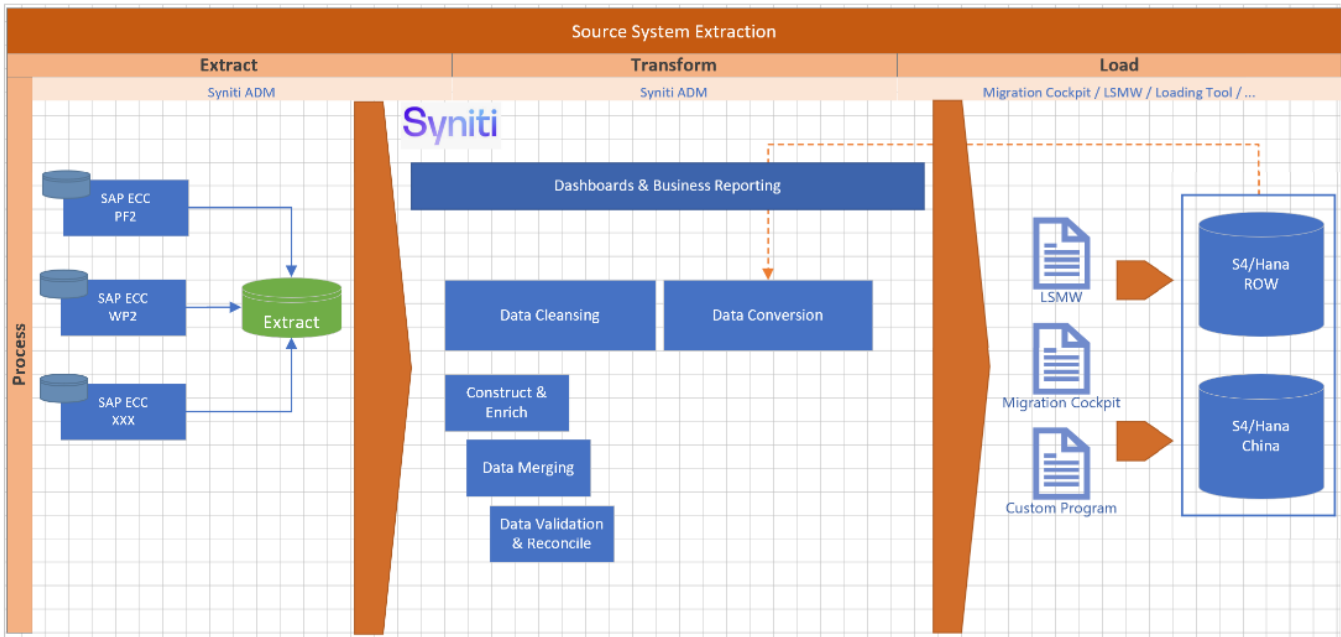 Source System Extraction
Extract
Transform
Load
Process
Syniti ADM
Syniti ADM
Migration Cockpit / LSMW / Loading Tool / ...
Syniti
Dashboards & Business Reporting
SAP ECC
PF2
SAP ECC
WP2
SAP ECC
XXX
Extract
Data Cleansing
Data Conversion
Construct &
Enrich
Data Merging
Data Validation
& Reconcile
LSMW
Migration Cockpit
Custom Program
S4/Hana
ROW
S4/Hana
China